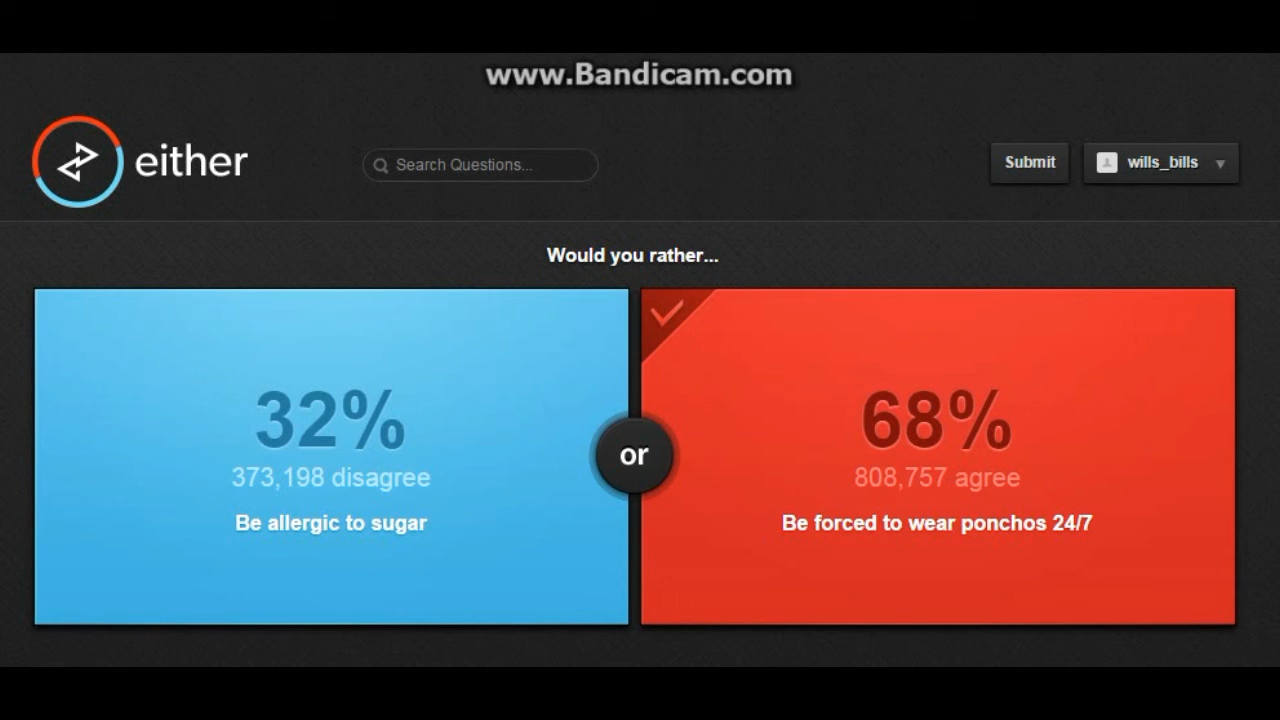 www.Bandicam.com
either
Search Questions...
Submit
wills_bills
Would you rather...
32%
373,198 disagree
Be allergic to sugar
or
68%
808,757 agree
Be forced to wear ponchos 24/7